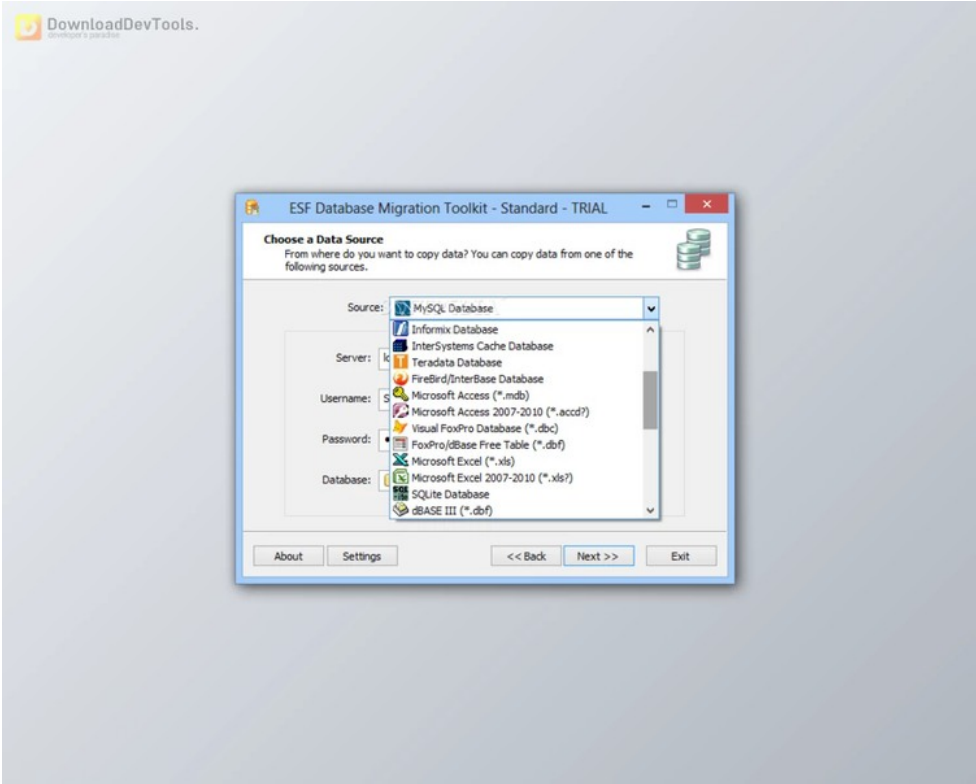 DownloadDevTools.
developer's paradise
ESF Database Migration Toolkit - Standard - TRIAL
Choose a Data Source
From where do you want to copy data? You can copy data from one of the
following sources.
Source: MySQL Database
Informix Database
InterSystems Cache Database
Server:
Teradata Database
FireBird/InterBase Database
Username: S
Microsoft Access (*.mdb)
Microsoft Access 2007-2010 (*.accd?)
Visual FoxPro Database (*.dbc)
Password:
FoxPro/dBase Free Table (*.dbf)
Microsoft Excel (*.xls)
Database:
Microsoft Excel 2007-2010 (*.xls?)
SQLite Database
dBASE III (*.dbf)
About Settings << Back Next >> Exit